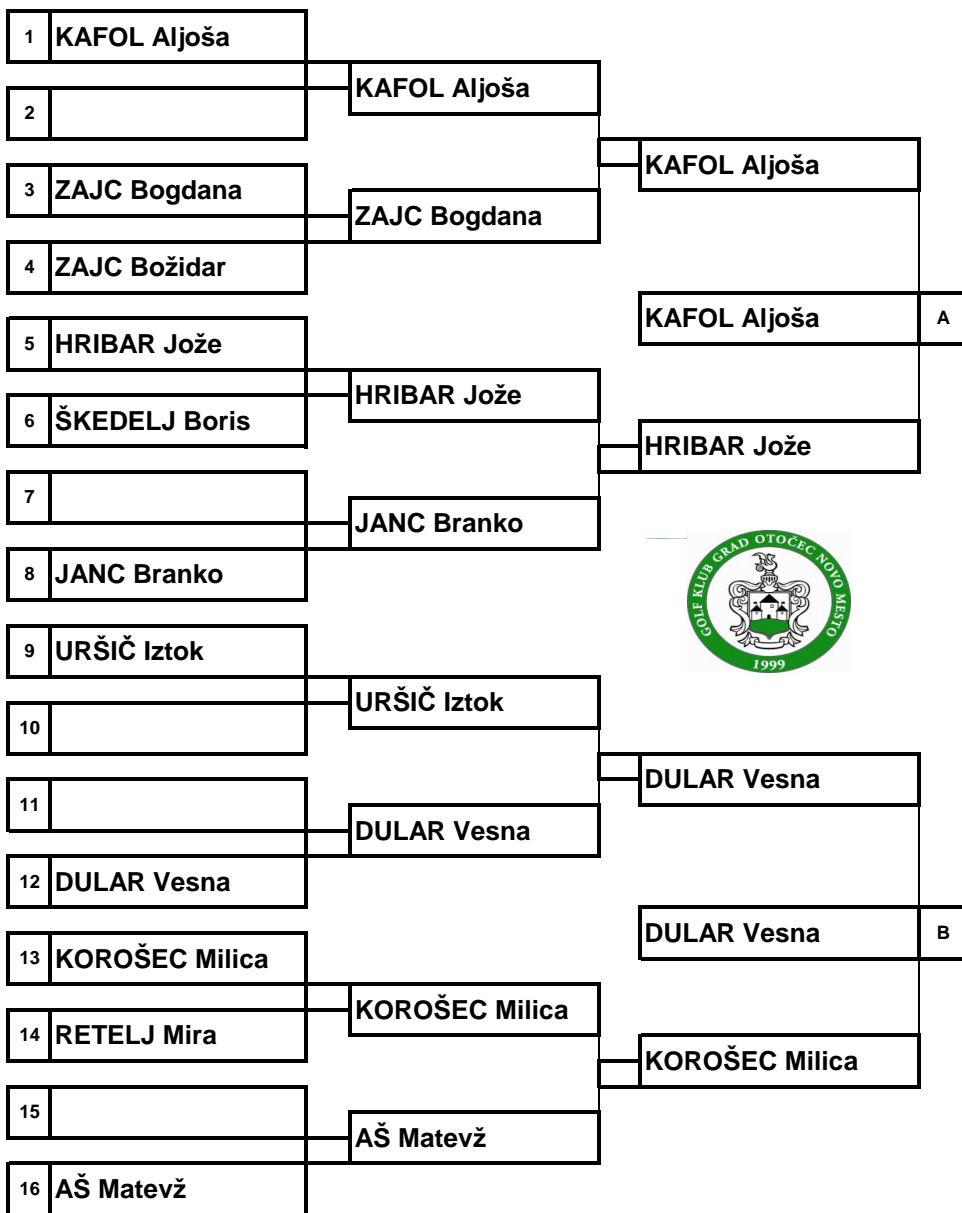 1 KAFOL Aljoša
KAFOL Aljoša
2
KAFOL Aljoša
3 ZAJC Bogdana
ZAJC Bogdana
4 ZAJC Božidar
KAFOL Aljoša A
5 HRIBAR Jože
HRIBAR Jože
6 ŠKEDELJ Boris
HRIBAR Jože
7
JANC Branko
8 JANC Branko
GOLF KLUB GRAD OTOČEC NOVO MESTO
1999
9 URŠIČ Iztok
URŠIČ Iztok
10
DULAR Vesna
11
DULAR Vesna
12 DULAR Vesna
DULAR Vesna B
13 KOROŠEC Milica
KOROŠEC Milica
14 RETELJ Mira
KOROŠEC Milica
15
AŠ Matevž
16 AŠ Matevž